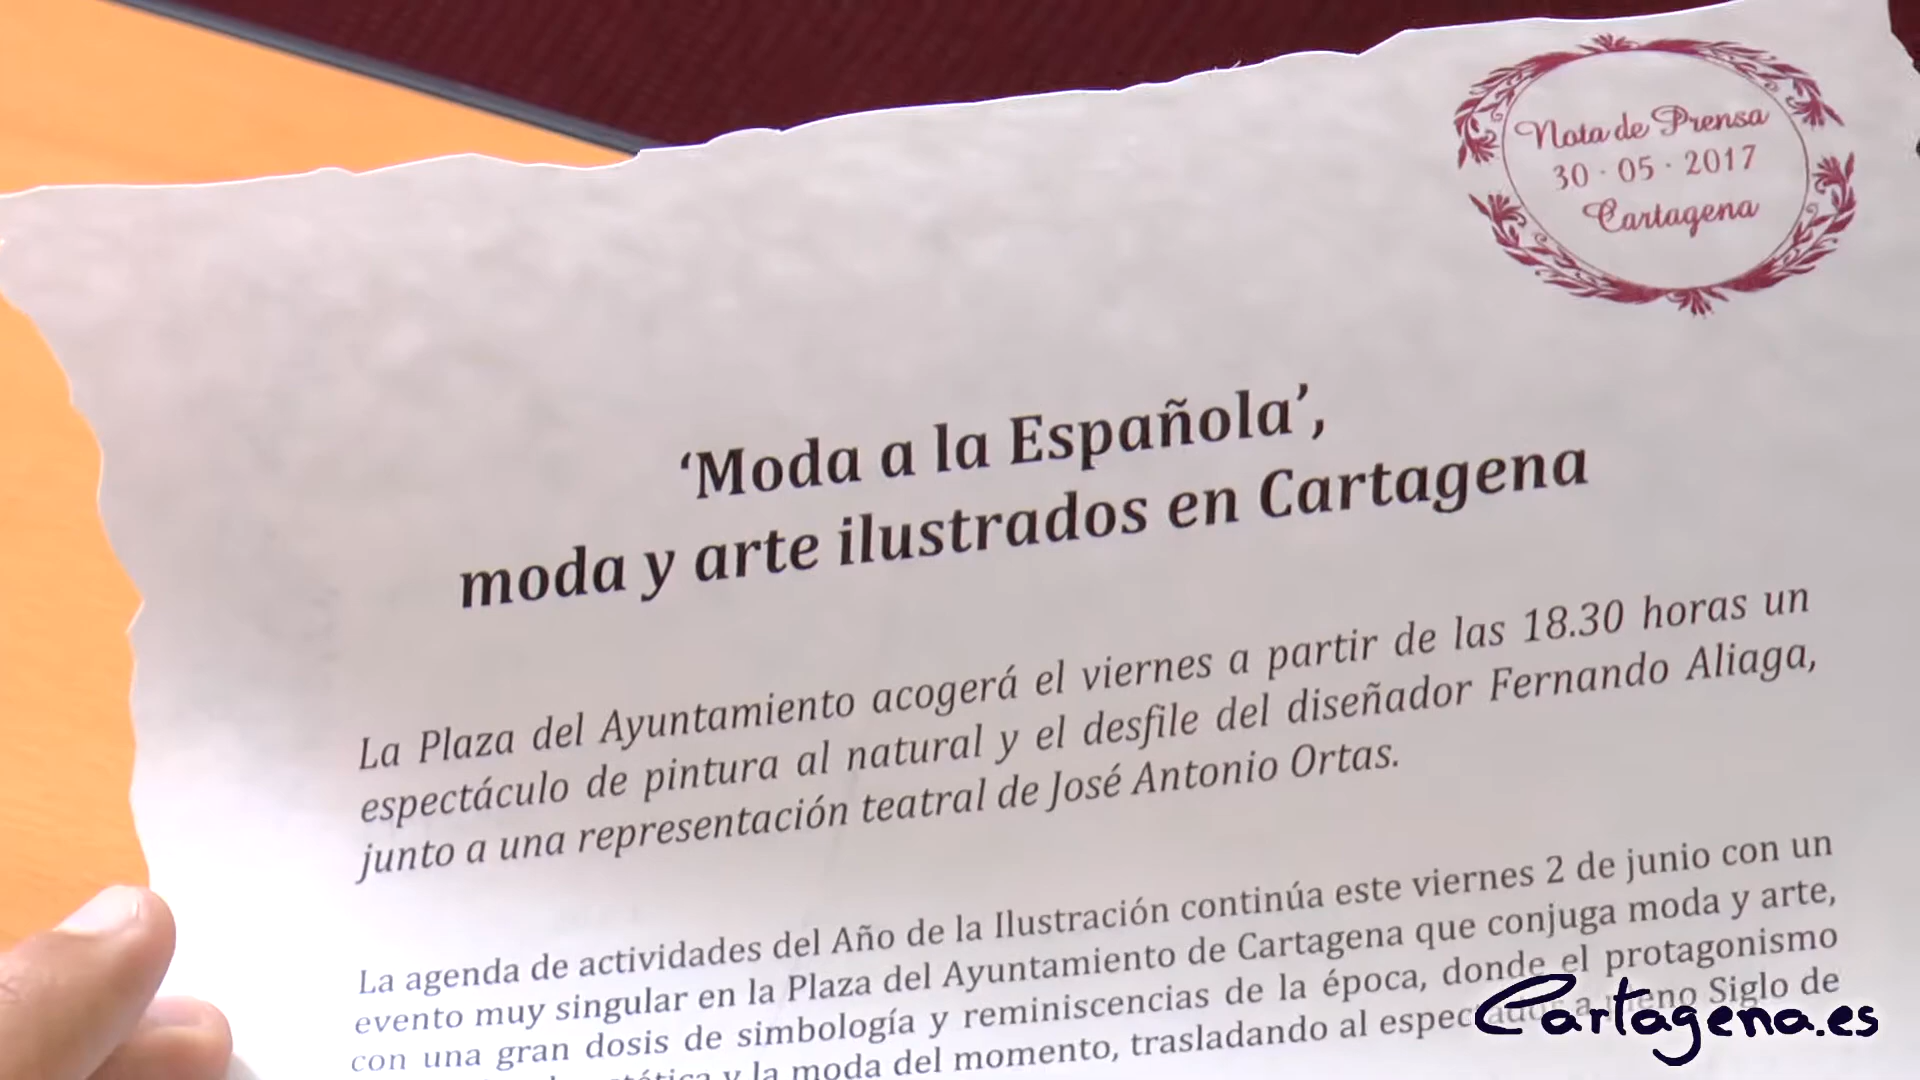 Nota de Prensa
30 · 05 · 2017
Cartagena
‘Moda a la Española’,
moda y arte ilustrados en Cartagena
La Plaza del Ayuntamiento acogerá el viernes a partir de las 18.30 horas un
espectáculo de pintura al natural y el desfile del diseñador Fernando Aliaga,
junto a una representación teatral de José Antonio Ortas.
La agenda de actividades del Año de la Ilustración continúa este viernes 2 de junio con un
evento muy singular en la Plaza del Ayuntamiento de Cartagena que conjuga moda y arte,
con una gran dosis de simbología y reminiscencias de la época, donde el protagonismo
y la moda del momento, trasladando al espectador a pleno Siglo de
Cartagena.es